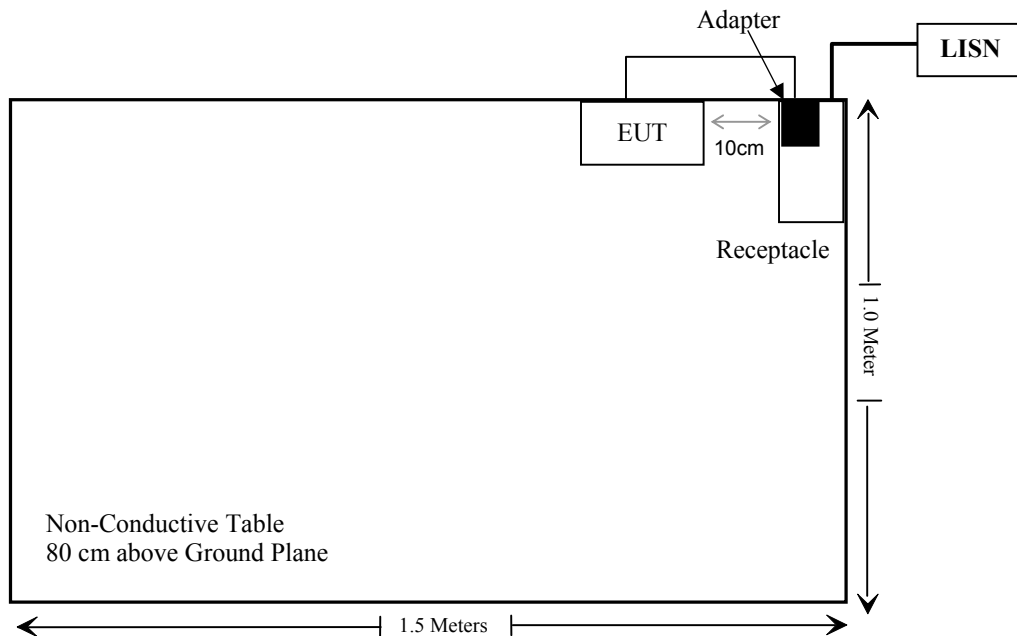 Adapter
LISN
EUT
10cm
Receptacle
1.0 Meter
Non-Conductive Table
80 cm above Ground Plane
1.5 Meters